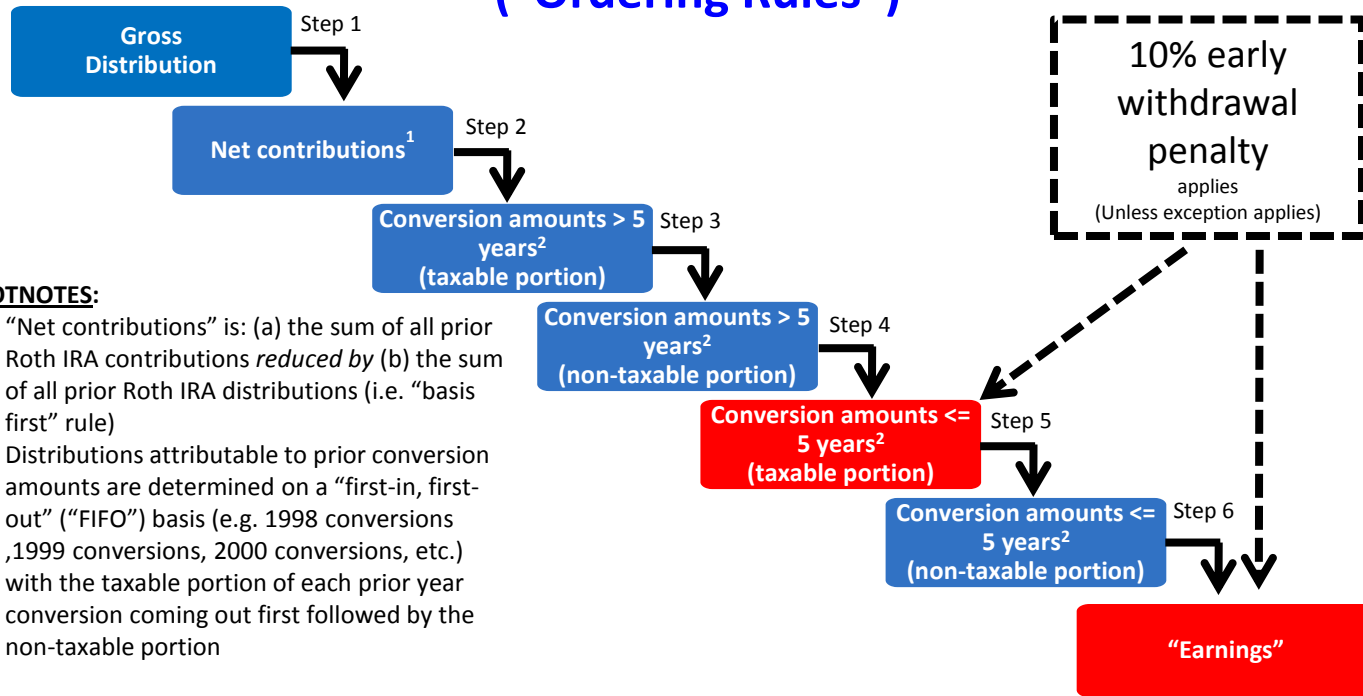 ("Ordering Rules")
Gross
Distribution
Step 1
Net contributions1
Step 2
Conversion amounts > 5
years2
(taxable portion)
Step 3
Conversion amounts > 5
years2
(non-taxable portion)
Step 4
Conversion amounts <=
5 years2
(taxable portion)
Step 5
Conversion amounts <=
5 years2
(non-taxable portion)
Step 6
“Earnings”
10% early
withdrawal
penalty
applies
(Unless exception applies)
OTNOTES:
“Net contributions” is: (a) the sum of all prior
Roth IRA contributions reduced by (b) the sum
of all prior Roth IRA distributions (i.e. “basis
first” rule)
Distributions attributable to prior conversion
amounts are determined on a “first-in, first-
out” (“FIFO”) basis (e.g. 1998 conversions
,1999 conversions, 2000 conversions, etc.)
with the taxable portion of each prior year
conversion coming out first followed by the
non-taxable portion